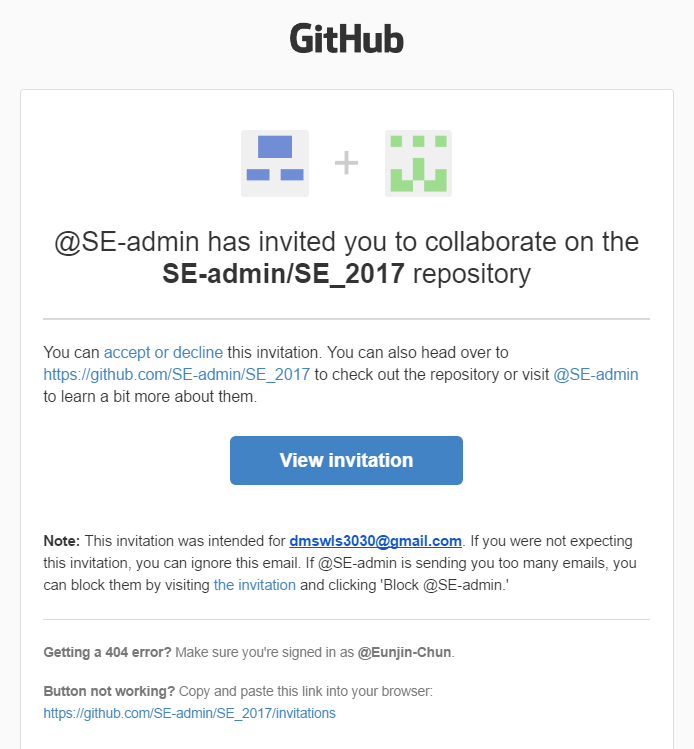 GitHub
@SE-admin has invited you to collaborate on the
SE-admin/SE_2017 repository
You can accept or decline this invitation. You can also head over to
https://github.com/SE-admin/SE_2017 to check out the repository or visit @SE-admin
to learn a bit more about them.
View invitation
Note: This invitation was intended for dmswls3030@gmail.com. If you were not expecting
this invitation, you can ignore this email. If @SE-admin is sending you too many emails, you
can block them by visiting the invitation and clicking 'Block @SE-admin.'
Getting a 404 error? Make sure you're signed in as @Eunjin-Chun.
Button not working? Copy and paste this link into your browser:
https://github.com/SE-admin/SE_2017/invitations